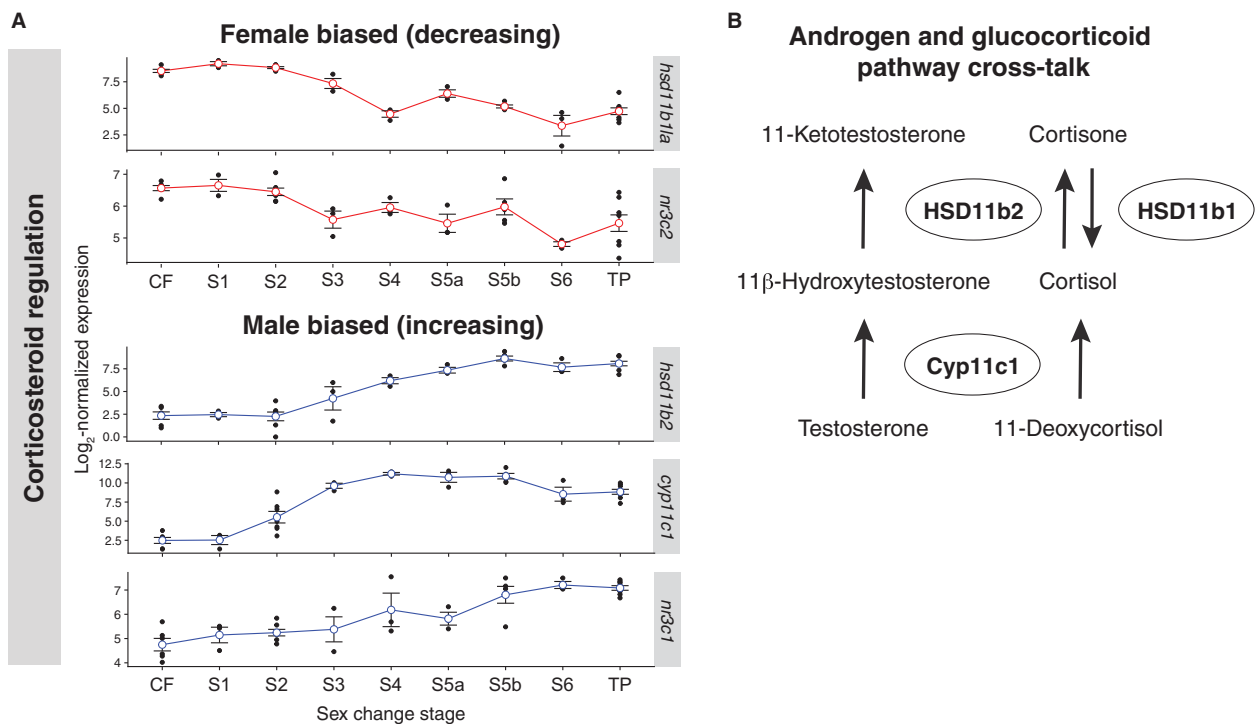 A
Female biased (decreasing)
Corticosteroid regulation
Log2-normalized expression
7.5
5.0
2.5
hsd11b1la
7
6
5
nr3c2
CF S1 S2 S3 S4 S5a S5b S6 TP
Male biased (increasing)
7.5
5.0
2.5
0.0
hsd11b2
12.5
10.0
7.5
5.0
2.5
cyp11c1
7
6
5
4
nr3c1
CF S1 S2 S3 S4 S5a S5b S6 TP
Sex change stage
B
Androgen and glucocorticoid
pathway cross-talk
11-Ketotestosterone Cortisone
HSD11b2 HSD11b1
11β-Hydroxytestosterone Cortisol
Cyp11c1
Testosterone 11-Deoxycortisol